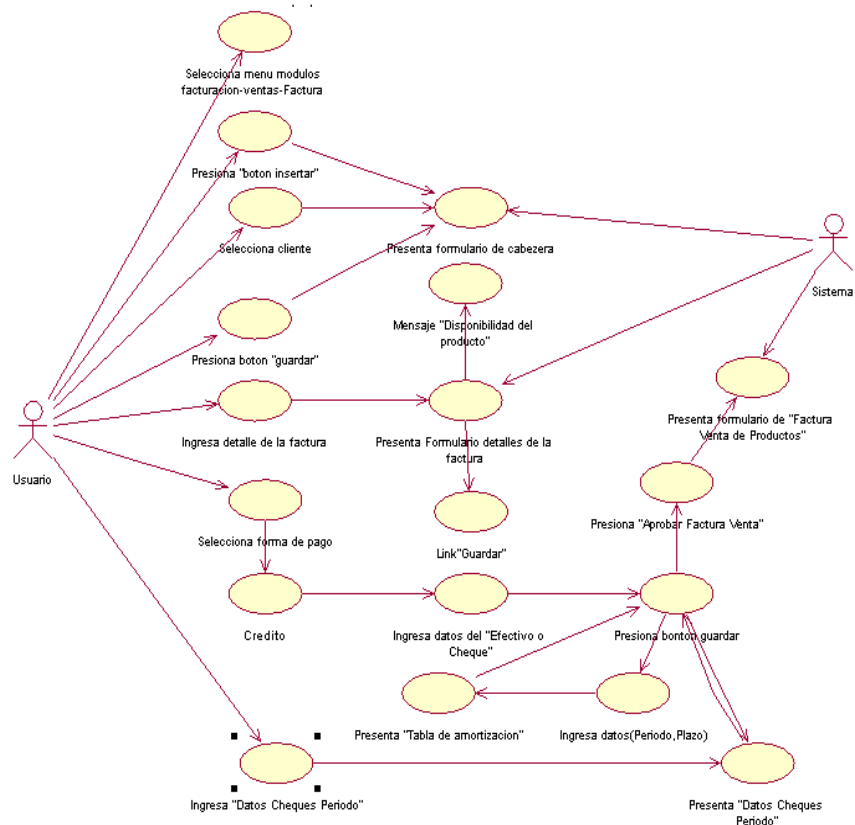 Selecciona menu modulos
facturacion-ventas-Factura
Presiona "boton insertar"
Selecciona cliente
Presenta formulario de cabezera
Sistema
Mensaje "Disponibilidad del
producto"
Presiona boton "guardar"
Presenta formulario de "Factura
Venta de Productos"
Ingresa detalle de la factura
Presenta Formulario detalles de la
factura
Usuario
Selecciona forma de pago
Link"Guardar"
Presiona "Aprobar Factura Venta"
Credito
Ingresa datos del "Efectivo o
Cheque"
Presiona bonton guardar
Presenta "Tabla de amortizacion"
Ingresa datos(Periodo,Plazo)
Ingresa "Datos Cheques Periodo"
Presenta "Datos Cheques
Periodo"